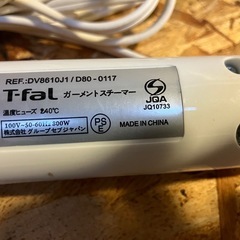 REF.:DV8610J1 / D80 - 0117
T-faL ガーメントスチーマー
JQA
JQ10733
温度ヒューズ 240℃
100V~50-60Hz 800W
株式会社 グループセブジャパン
PS
E
MADE IN CHINA